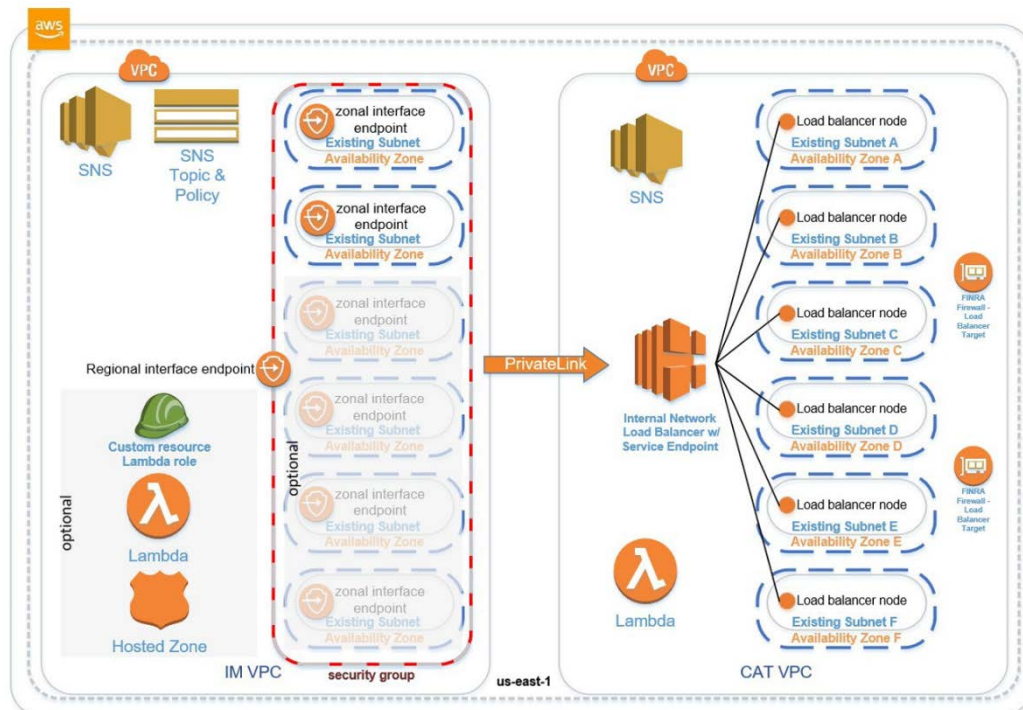 aws
VPC
SNS
SNS
Topic &
Policy
zonal interface
endpoint
Existing Subnet
Availability Zone
zonal interface
endpoint
Existing Subnet
Availability Zone
zonal interface
endpoint
Existing Subnet
Availability Zone
zonal interface
endpoint
Existing Subnet
Availability Zone
zonal interface
endpoint
Existing Subnet
Availability Zone
zonal interface
endpoint
Existing Subnet
Availability Zone
optional
Regional interface endpoint
optional
Custom resource
Lambda role
Lambda
Hosted Zone
IM VPC
security group
us-east-1
PrivateLink
VPC
SNS
Internal Network
Load Balancer w/
Service Endpoint
Lambda
Load balancer node
Existing Subnet A
Availability Zone A
Load balancer node
Existing Subnet B
Availability Zone B
Load balancer node
Existing Subnet C
Availability Zone C
Load balancer node
Existing Subnet D
Availability Zone D
Load balancer node
Existing Subnet E
Availability Zone E
Load balancer node
Existing Subnet F
Availability Zone F
FINRA
Firewall -
Load
Balancer
Target
FINRA
Firewall -
Load
Balancer
Target
CAT VPC